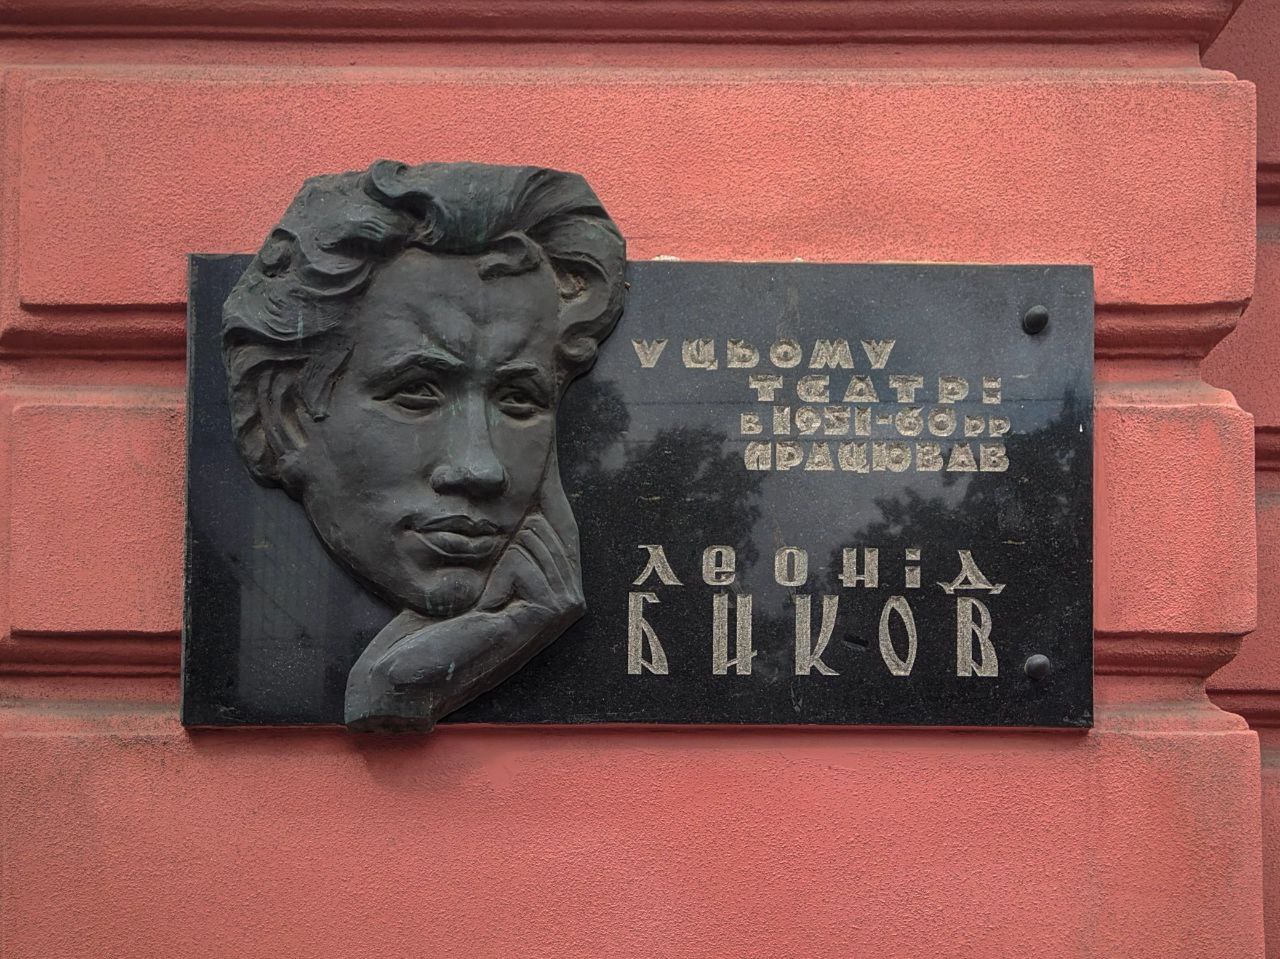 У ЦЬОМУ
ТЕАТРІ
в 1951-60 рр
ПРАЦЮВАВ
ЛЕОНІД
БИКОВ